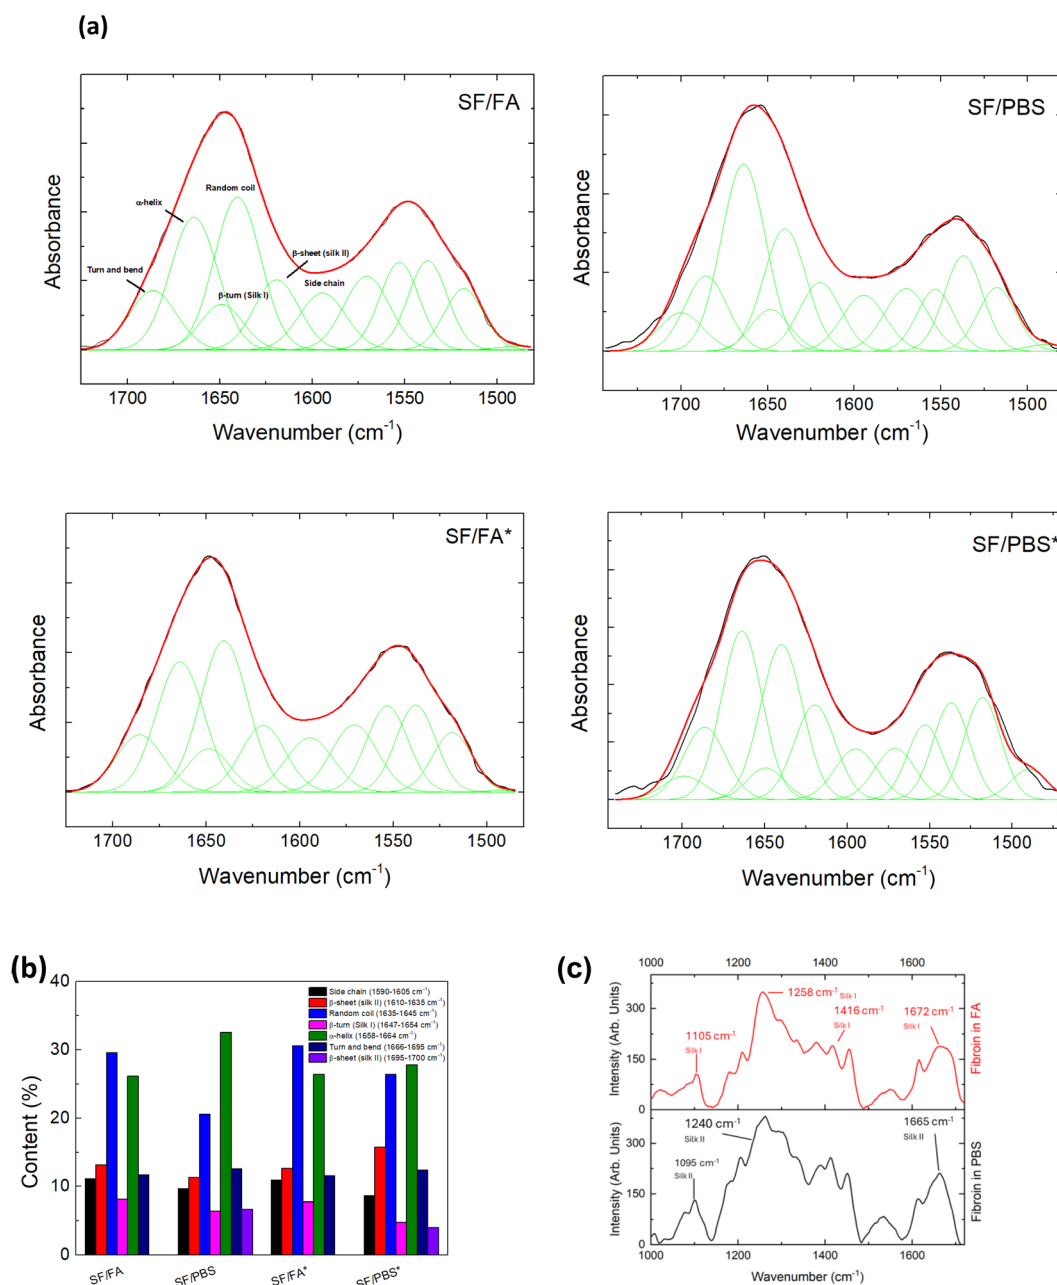 (a)
SF/FA
Random coil
α-helix
β-sheet (silk II)
Turn and bend
Side chain
β-turn (Silk I)
Absorbance
1700 1650 1600 1550 1500
Wavenumber (cm-1)
SF/PBS
Absorbance
1700 1650 1600 1550 1500
Wavenumber (cm-1)
SF/FA*
Absorbance
1700 1650 1600 1550 1500
Wavenumber (cm-1)
SF/PBS*
Absorbance
1700 1650 1600 1550 1500
Wavenumber (cm-1)
(b)
40
30
20
10
0
Content (%)
Side chain (1590-1605 cm-1)
β-sheet (silk II) (1610-1635 cm-1)
Random coil (1635-1645 cm-1)
β-turn (Silk I) (1647-1654 cm-1)
α-helix (1658-1664 cm-1)
Turn and bend (1666-1695 cm-1)
β-sheet (silk II) (1695-1700 cm-1)
SF/FA SF/PBS SF/FA* SF/PBS*
(c)
1000 1200 1400 1600
300
150
0
Intensity (Arb. Units)
1258 cm-1 Silk I
1416 cm-1
Silk I
1672 cm-1
Silk I
1105 cm-1
Silk I
Fibroin in FA
300
150
0
Intensity (Arb. Units)
1240 cm-1
Silk II
1665 cm-1
Silk II
1095 cm-1
Silk II
Fibroin in PBS
1000 1200 1400 1600
Wavenumber (cm-1)